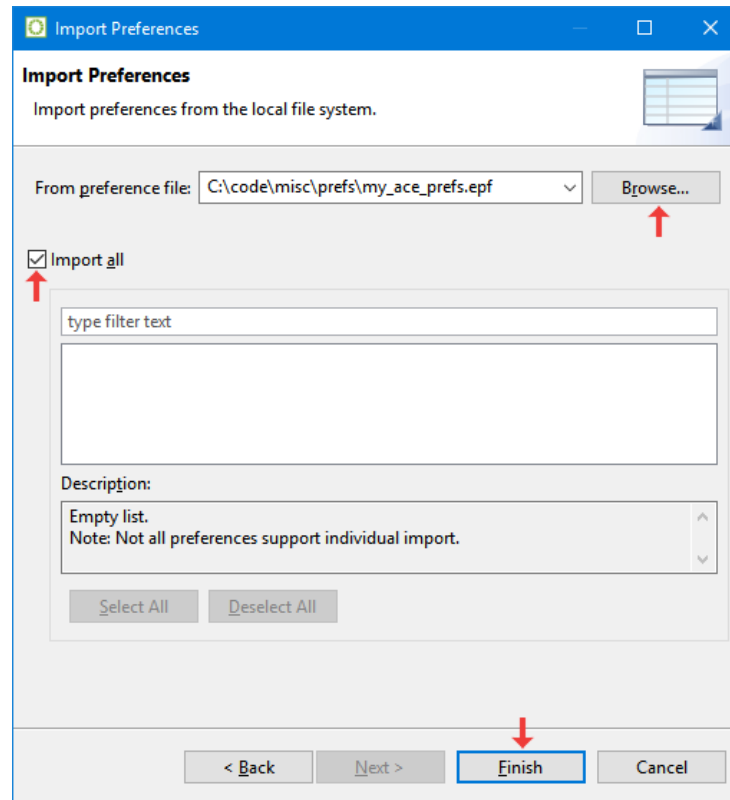 Import Preferences
Import Preferences
Import preferences from the local file system.
From preference file: C:\code\misc\prefs\my_ace_prefs.epf Browse...
Import all
type filter text
Description:
Empty list.
Note: Not all preferences support individual import.
Select All Deselect All
< Back Next > Finish Cancel